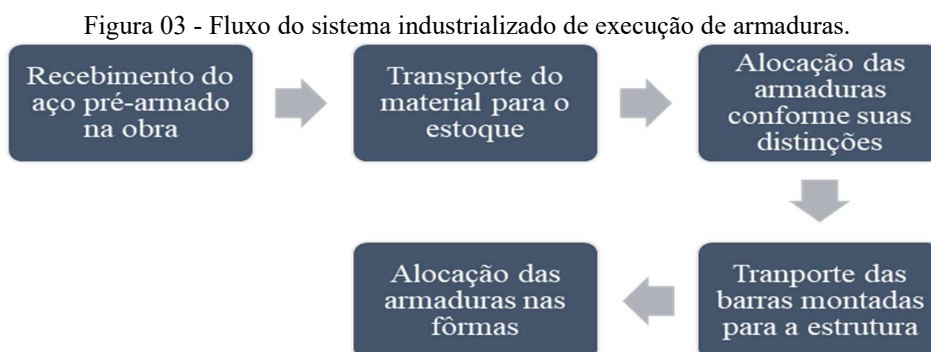 Figura 03 - Fluxo do sistema industrializado de execução de armaduras.
Recebimento do
aço pré-armado
na obra
Transporte do
material para o
estoque
Alocação das
armaduras
conforme suas
distinções
Tranporte das
barras montadas
para a estrutura
Alocação das
armaduras nas
fôrmas